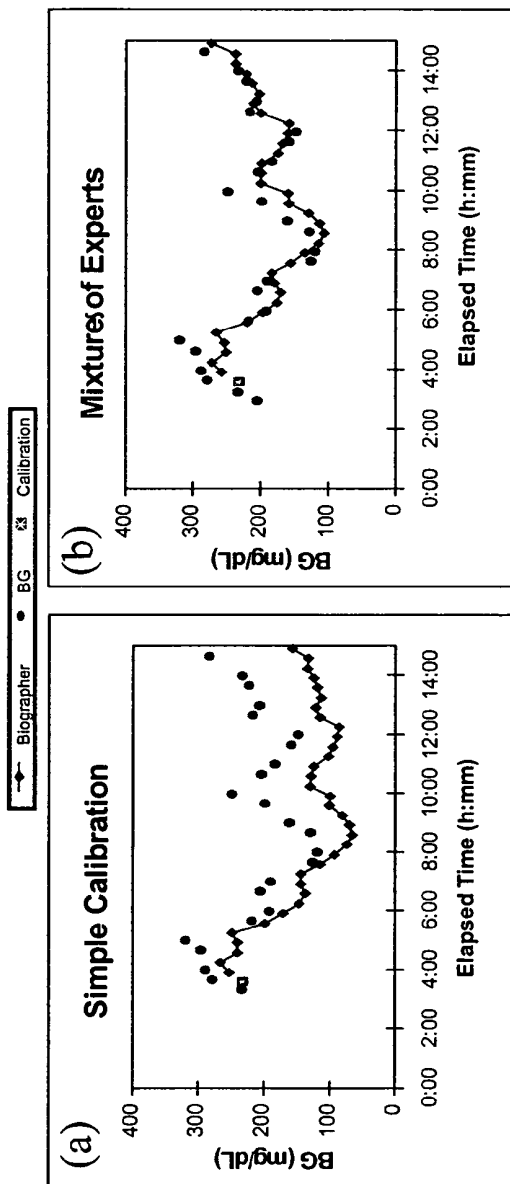 Biographer BG Calibration
(a)
Simple Calibration
BG (mg/dL)
400
300
200
100
0
0:00 2:00 4:00 6:00 8:00 10:00 12:00 14:00
Elapsed Time (h:mm)
(b)
Mixtures of Experts
BG (mg/dL)
400
300
200
100
0
0:00 2:00 4:00 6:00 8:00 10:00 12:00 14:00
Elapsed Time (h:mm)